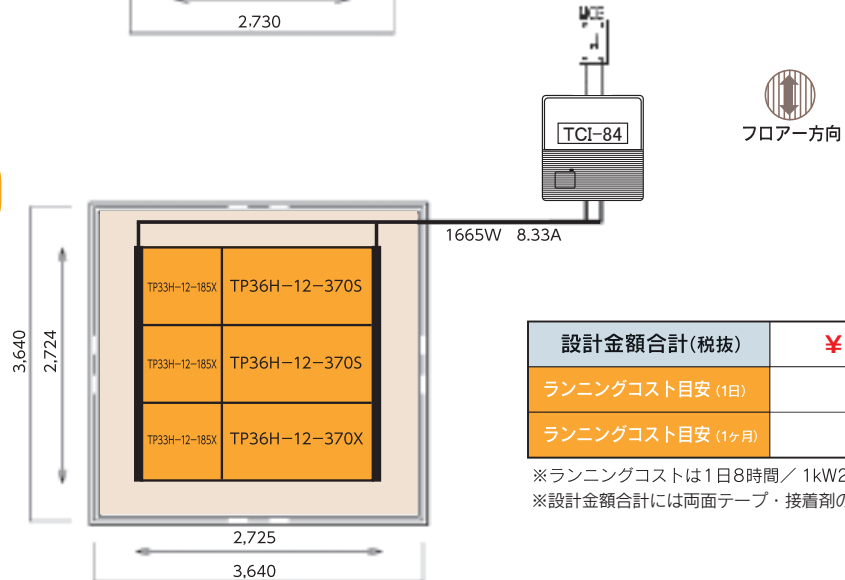 2,730
TCI-84
フロアー方向
1665W 8.33A
TP33H-12-185X TP36H-12-370S
TP33H-12-185X TP36H-12-370S
TP33H-12-185X TP36H-12-370X
3,640
2,724
2,725
3,640
設計金額合計(税抜) ¥
ランニングコスト目安 (1日)
ランニングコスト目安 (1ヶ月)
※ランニングコストは1日8時間/ 1kW2
※設計金額合計には両面テープ・接着剤の